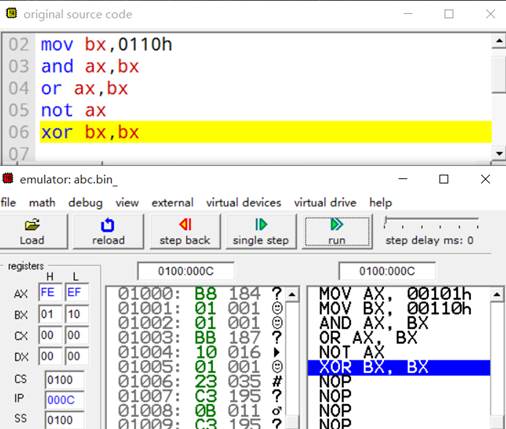 original source code
02 mov bx,0110h
03 and ax,bx
04 or ax,bx
05 not ax
06 xor bx,bx
07
emulator: abc.bin_
file math debug view external virtual devices virtual drive help
Load reload step back single step run step delay ms: 0
registers
H L
0100:000C 0100:000C
AX FE EF
BX 01 10
CX 00 00
DX 00 00
CS 0100
IP 000C
SS 0100
01000: B8 184 ?
01001: 01 001 ☺
01002: 01 001 ☺
01003: BB 187 ?
01004: 10 016 ►
01005: 01 001 ☺
01006: 23 035 #
01007: C3 195 ?
01008: 0B 011 ♂
01009: C3 195 ?
MOV AX, 00101h
MOV BX, 00110h
AND AX, BX
OR AX, BX
NOT AX
XOR BX, BX
NOP
NOP
NOP
NOP